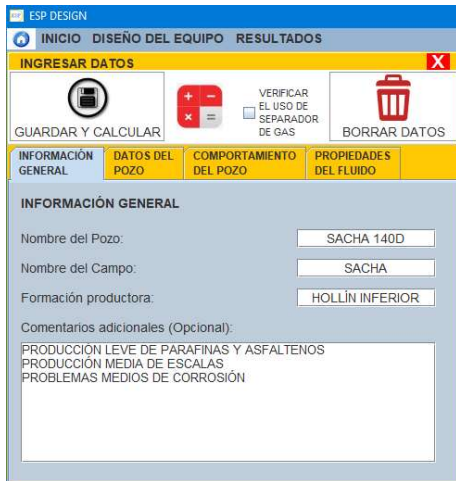 ESP DESIGN
INICIO DISEÑO DEL EQUIPO RESULTADOS
INGRESAR DATOS
X
GUARDAR Y CALCULAR
VERIFICAR
EL USO DE
SEPARADOR
DE GAS
BORRAR DATOS
INFORMACIÓN
GENERAL
DATOS DEL
POZO
COMPORTAMIENTO
DEL POZO
PROPIEDADES
DEL FLUIDO
INFORMACIÓN GENERAL
Nombre del Pozo: SACHA 140D
Nombre del Campo: SACHA
Formación productora: HOLLÍN INFERIOR
Comentarios adicionales (Opcional):
PRODUCCIÓN LEVE DE PARAFINAS Y ASFALTENOS
PRODUCCIÓN MEDIA DE ESCALAS
PROBLEMAS MEDIOS DE CORROSIÓN